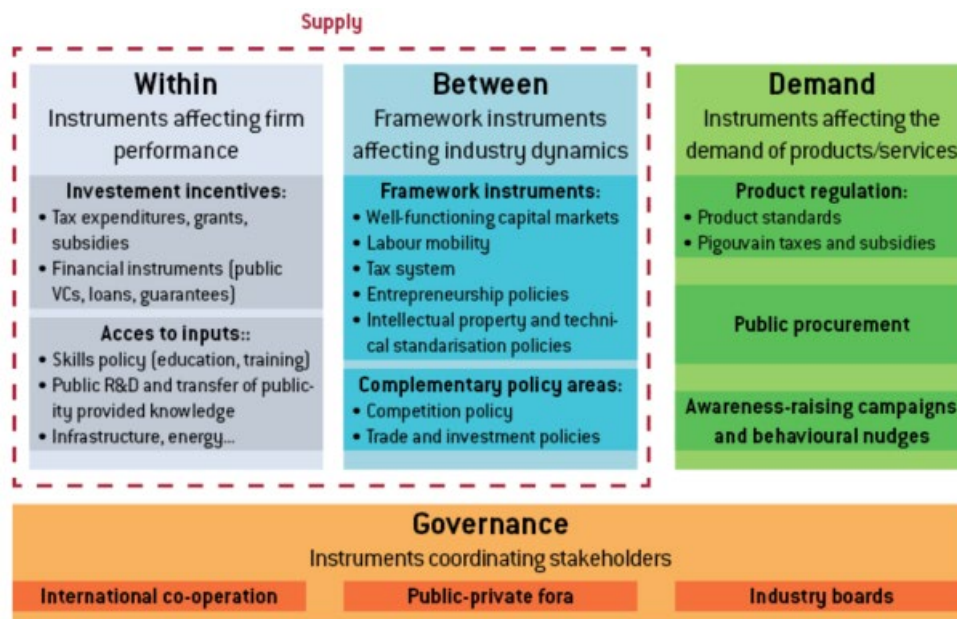 Supply
Within
Instruments affecting firm
performance
Investement incentives:
• Tax expenditures, grants,
subsidies
• Financial instruments (public
VCs, loans, guarantees)
Acces to inputs::
• Skills policy (education, training)
• Public R&D and transfer of public-
ity provided knowledge
• Infrastructure, energy...
Between
Framework instruments
affecting industry dynamics
Framework instruments:
• Well-functioning capital markets
• Labour mobility
• Tax system
• Entrepreneurship policies
• Intellectual property and techni-
cal standarisation policies
Complementary policy areas:
• Competition policy
• Trade and investment policies
Demand
Instruments affecting the
demand of products/services
Product regulation:
• Product standards
• Pigouvain taxes and subsidies
Public procurement
Awareness-raising campaigns
and behavioural nudges
Governance
Instruments coordinating stakeholders
International co-operation
Public-private fora
Industry boards